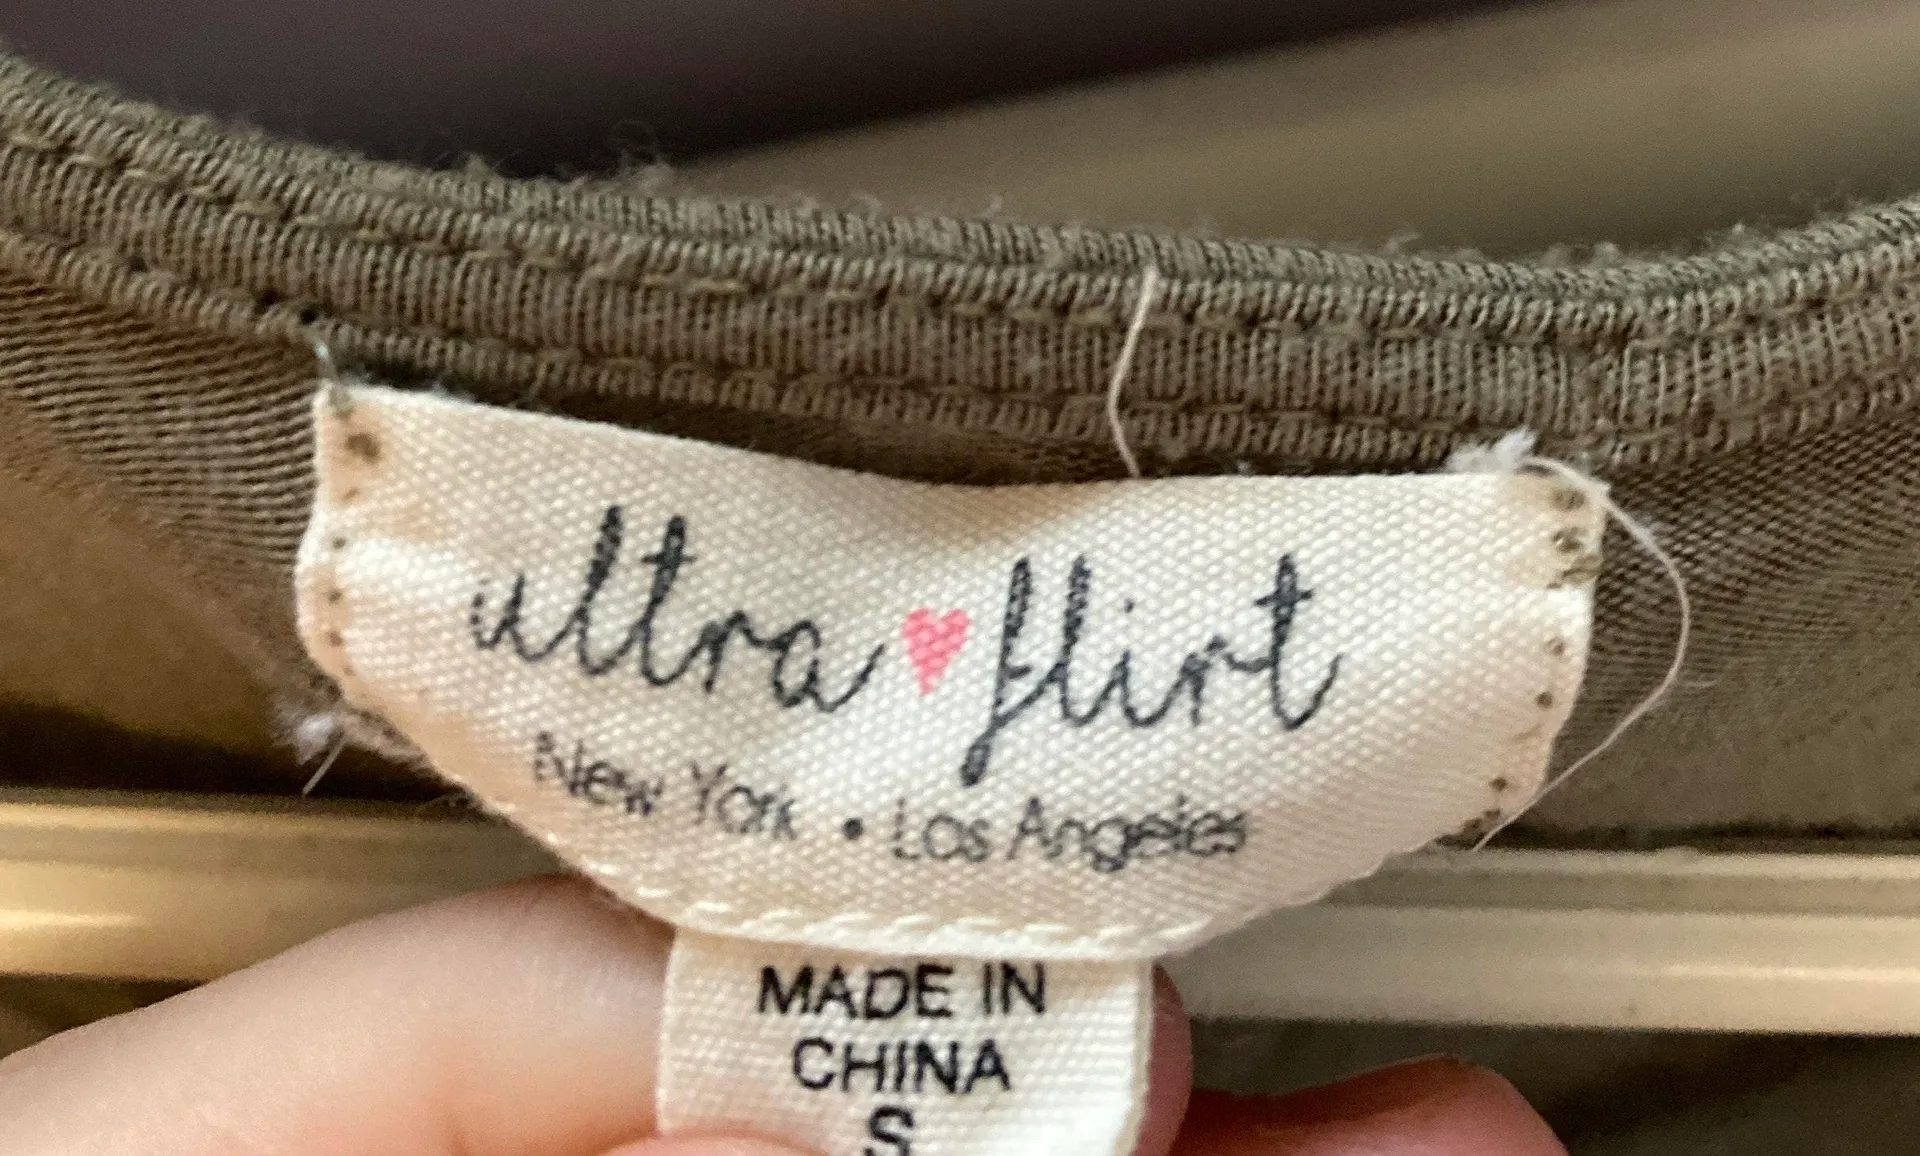 ultra ♥ flirt
New York • Los Angeles
MADE IN
CHINA
S